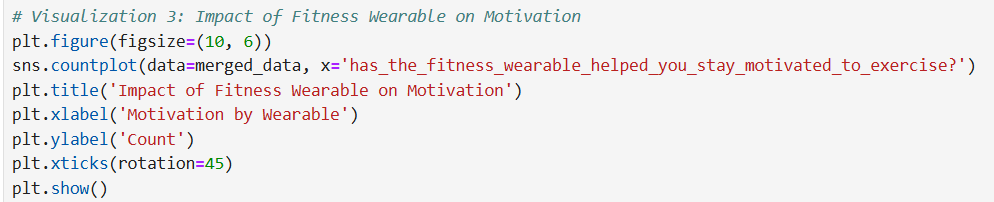 # Visualization 3: Impact of Fitness Wearable on Motivation
plt.figure(figsize=(10, 6))
sns.countplot(data=merged_data, x='has_the_fitness_wearable_helped_you_stay_motivated_to_exercise?')
plt.title('Impact of Fitness Wearable on Motivation')
plt.xlabel('Motivation by Wearable')
plt.ylabel('Count')
plt.xticks(rotation=45)
plt.show()